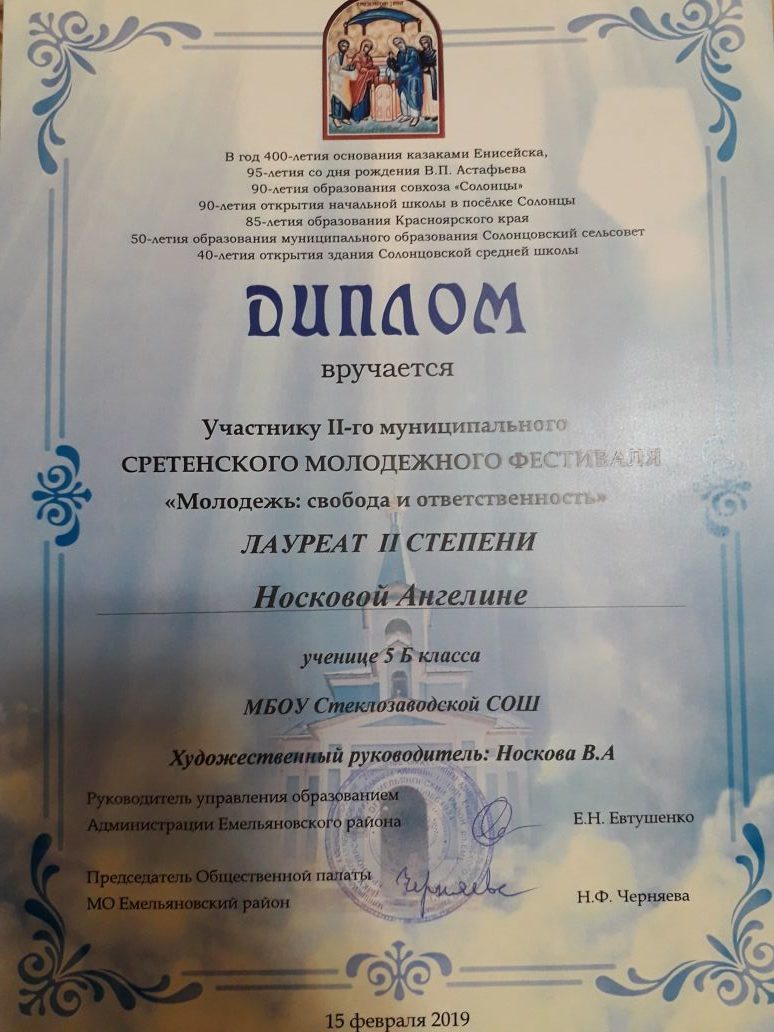 В год 400-летия основания казаками Енисейска,
95-летия со дня рождения В.П. Астафьева
90-летия образования совхоза «Солонцы»
90-летия открытия начальной школы в посёлке Солонцы
85-летия образования Красноярского края
50-летия образования муниципального образования Солонцовский сельсовет
40-летия открытия здания Солонцовской средней школы
ДИПЛОМ
вручается
Участнику II-го муниципального
СРЕТЕНСКОГО МОЛОДЕЖНОГО ФЕСТИВАЛЯ
«Молодежь: свобода и ответственность»
ЛАУРЕАТ II СТЕПЕНИ
Носковой Ангелине
ученице 5 Б класса
МБОУ Стеклозаводской СОШ
Художественный руководитель: Носкова В.А
Руководитель управления образованием
Администрации Емельяновского района
Е.Н. Евтушенко
Председатель Общественной палаты
МО Емельяновский район
Н.Ф. Черняева
15 февраля 2019